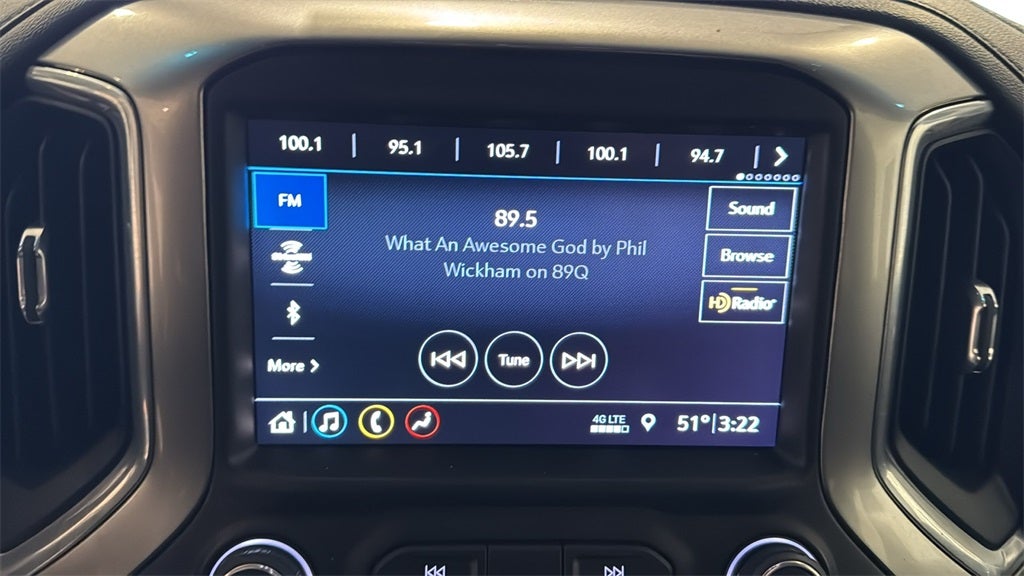 100.1 | 95.1 | 105.7 | 100.1 | 94.7 |
FM
89.5
What An Awesome God by Phil
Wickham on 89Q
Sound
Browse
HD Radio
More
Tune
4G LTE
51° | 3:22